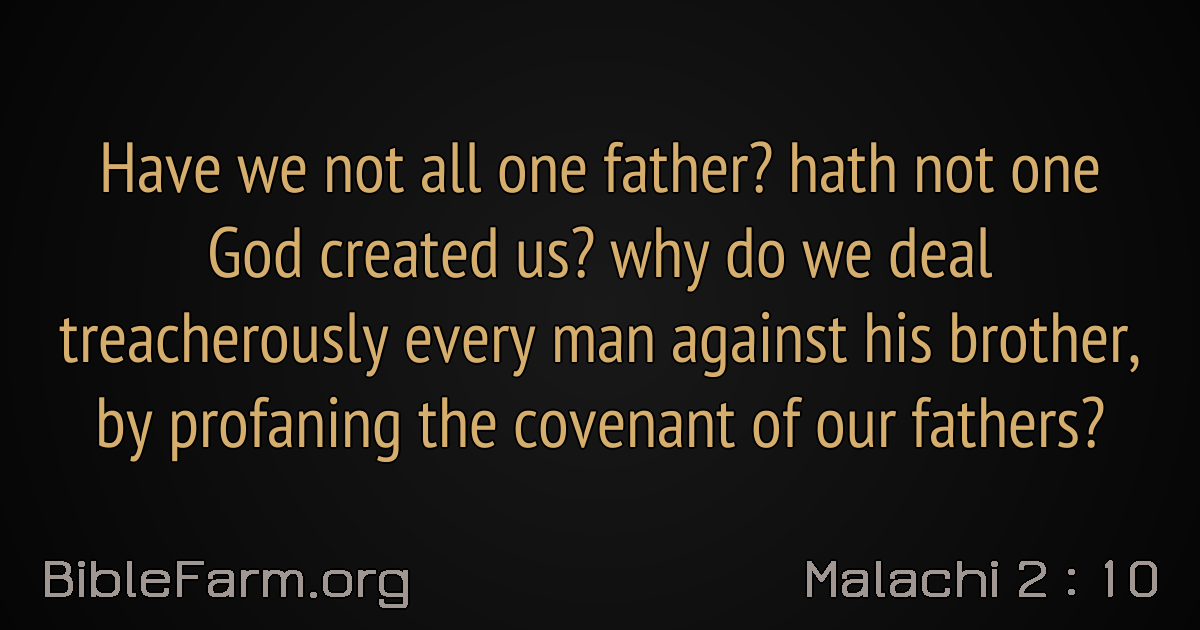 Have we not all one father? hath not one
God created us? why do we deal
treacherously every man against his brother,
by profaning the covenant of our fathers?
BibleFarm.org
Malachi 2 : 10